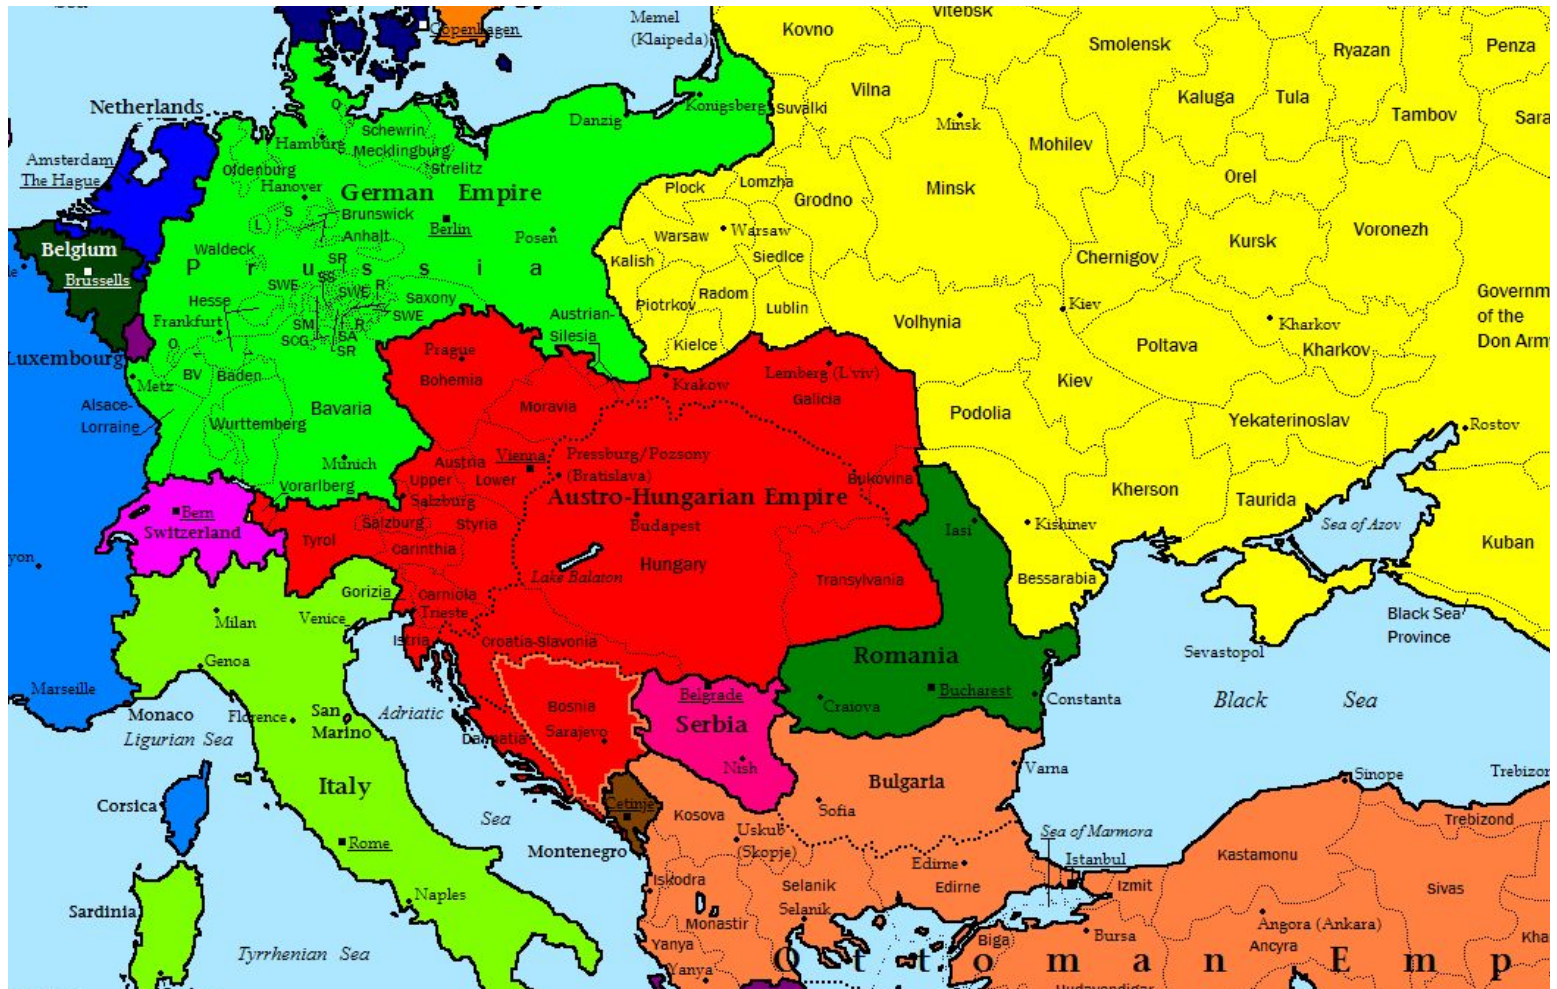 Sea
Copenhagen
Memel
(Klaipeda)
Kovno
Vitebsk
Smolensk
Ryazan
Penza
Netherlands
Hamburg
Schewrin
Mecklingburg
Strelitz
Danzig
Konigsberg
Suvalki
Vilna
Minsk
Kaluga
Tula
Tambov
Sara
Amsterdam
The Hague
Oldenburg
Hanover
German Empire
Plock
Lomzha
Grodno
Minsk
Mohilev
Orel
O
S
L
Brunswick
Anhalt
Berlin
Posen
Warsaw
Warsaw
Siedlce
Kalish
Chernigov
Kursk
Voronezh
Belgium
Brussells
Waldeck
Prussia
SR
SS
SWE
SWE
R
SWE
Saxony
Hesse
Frankfurt
SM
SCG
R
SA
SR
Austrian-
Silesia
Piotrkov
Radom
Lublin
Kielce
Volhynia
Kiev
Kharkov
Kharkov
Poltava
Governm
of the
Don Arm
Luxembourg
O
Metz
BV
Baden
Alsace-
Lorraine
Wurttemberg
Bavaria
Munich
Prague
Bohemia
Moravia
Krakow
Lemberg (L'viv)
Galicia
Podolia
Kiev
Yekaterinoslav
Rostov
Vorarlberg
Austria
Upper
Lower
Vienna
Pressburg/Pozsony
(Bratislava)
Bukovina
Kherson
Taurida
Sea of Azov
Kuban
Bern
Switzerland
Salzburg
Salzburg
Styria
Austro-Hungarian Empire
Budapest
Iasi
Kishinev
yon
Tyrol
Carinthia
Lake Balaton
Hungary
Transylvania
Bessarabia
Black Sea
Province
Gorizia
Carniola
Trieste
Milan
Venice
Istria
Croatia-Slavonia
Romania
Sevastopol
Genoa
Marseille
Belgrade
Bucharest
Craiova
Constanta
Black Sea
Monaco
Ligurian Sea
Florence
San
Marino
Adriatic
Dalmatia
Bosnia
Sarajevo
Serbia
Nish
Italy
Corsica
Cetinje
Bulgaria
Varna
Sinope
Trebizon
Sea
Kosova
Sofia
Trebizond
Montenegro
Uskub
(Skopje)
Sea of Marmora
Istanbul
Kastamonu
Rome
Iskodra
Edirne
Edirne
Selanik
Selanik
Izmit
Sivas
Naples
Sardinia
Monastir
Biga
Bursa
Angora (Ankara)
Ancyra
Kha
Tyrrhenian Sea
Yanya
Yanya
Ottoman Emp
Hudavendigar